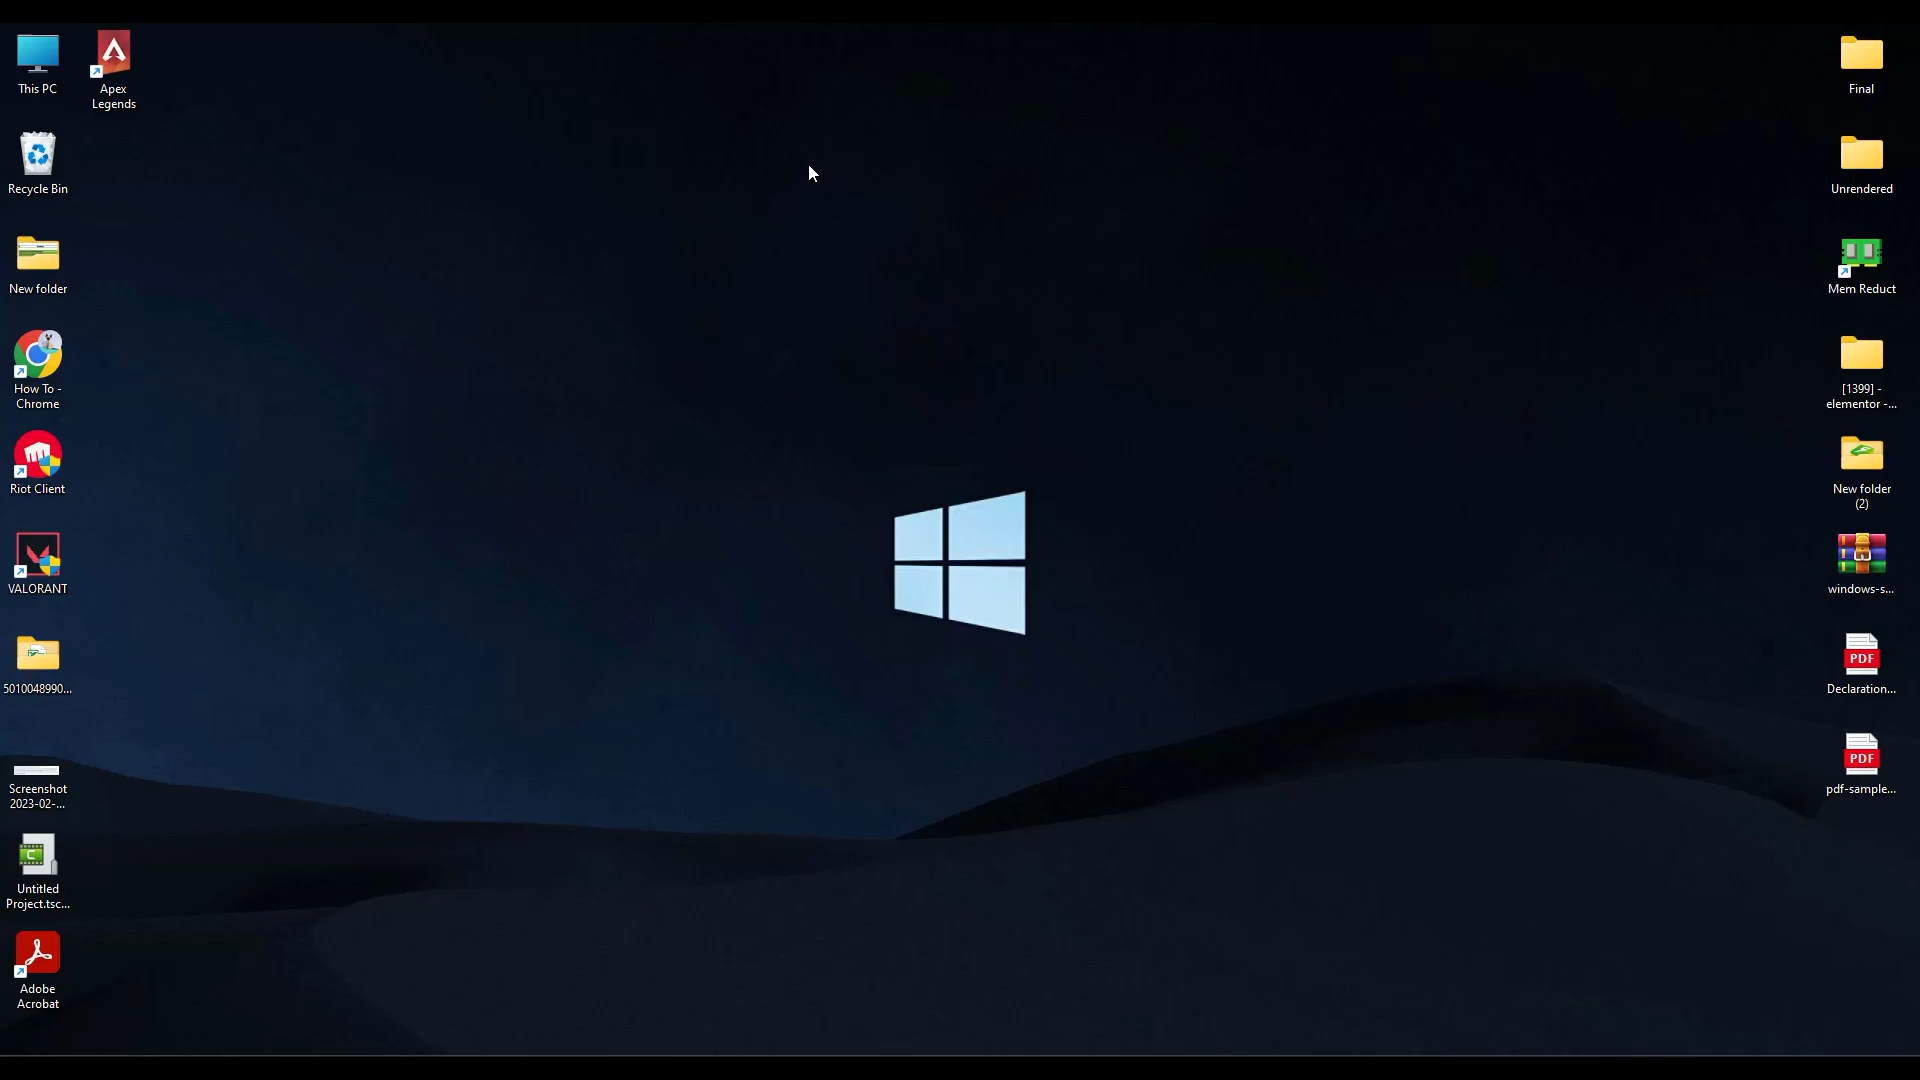 This PC
Apex
Legends
Recycle Bin
New folder
How To -
Chrome
Riot Client
VALORANT
5010048990...
Screenshot
2023-02-...
Untitled
Project.tsc...
Adobe
Acrobat
Final
Unrendered
Mem Reduct
[1399] -
elementor -...
New folder
(2)
windows-s...
PDF
Declaration...
PDF
pdf-sample...